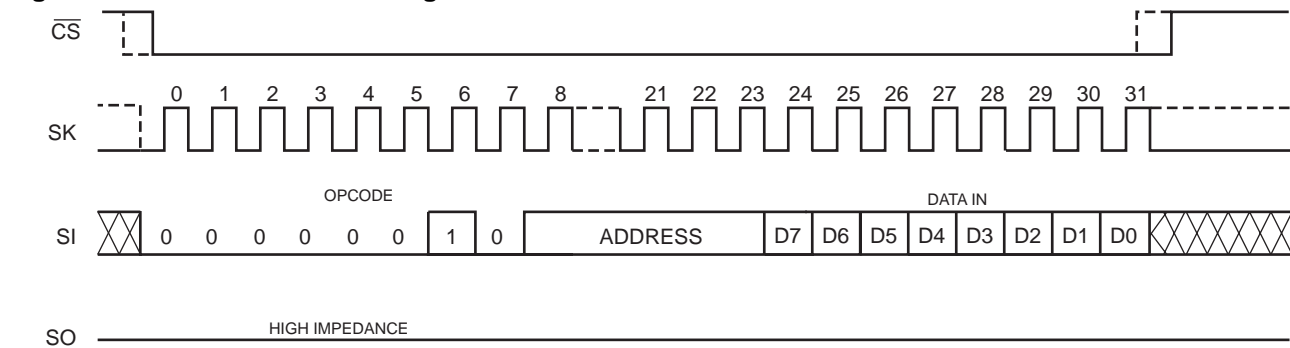 CS
0 1 2 3 4 5 6 7 8 21 22 23 24 25 26 27 28 29 30 31
SK
OPCODE
DATA IN
SI 0 0 0 0 0 0 1 0 ADDRESS D7 D6 D5 D4 D3 D2 D1 D0
HIGH IMPEDANCE
SO